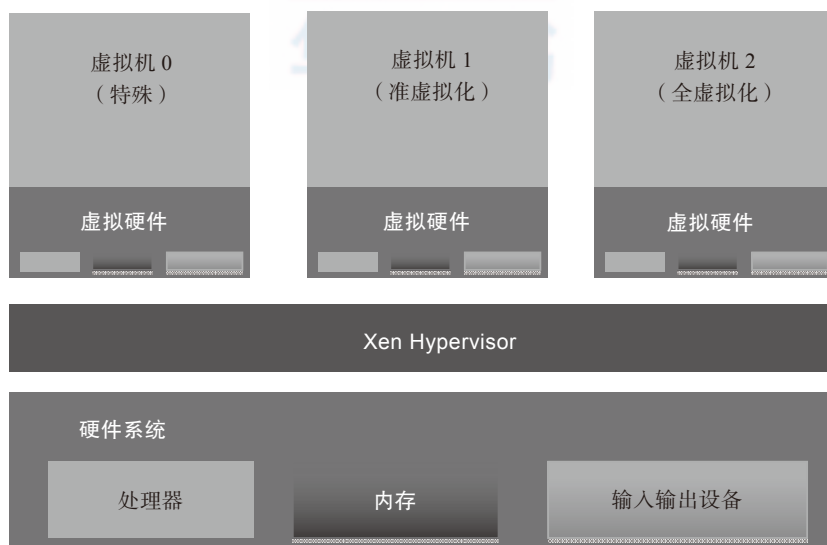 虚拟机 0
（特殊）
虚拟机 1
（准虚拟化）
虚拟机 2
（全虚拟化）
虚拟硬件
虚拟硬件
虚拟硬件
Xen Hypervisor
硬件系统
处理器
内存
输入输出设备